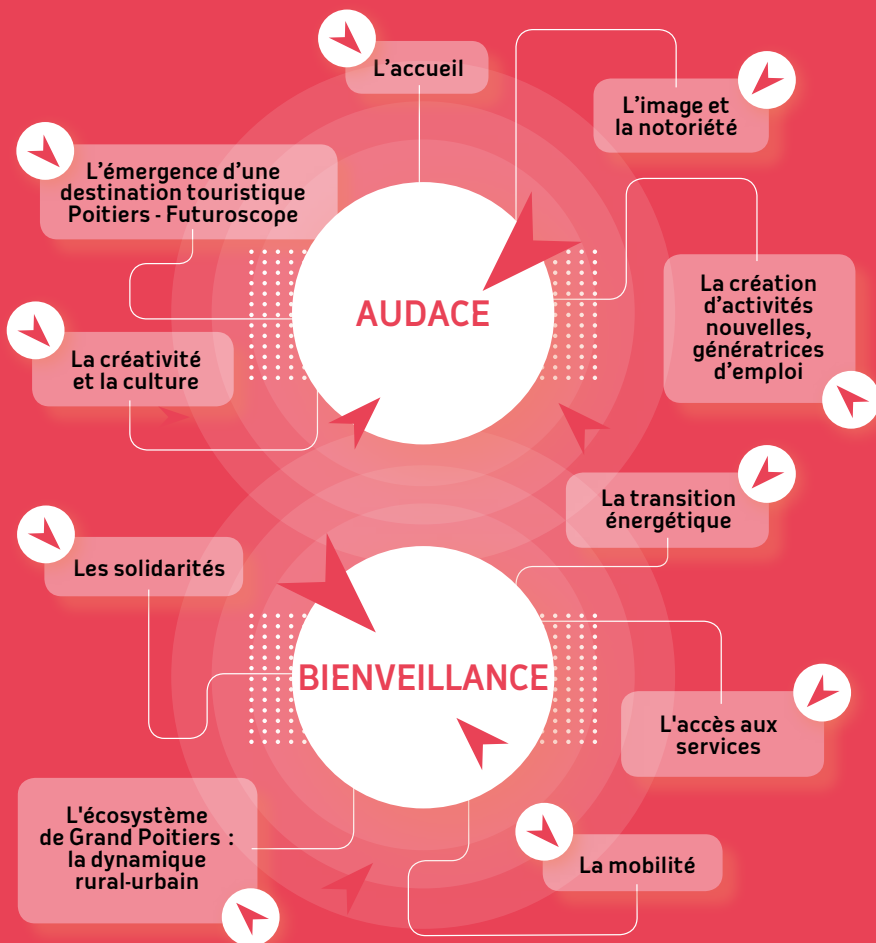 L'accueil
L'image et
la notoriété
L'émergence d'une
destination touristique
Poitiers - Futuroscope
La création
d'activités
nouvelles,
génératrices
d'emploi
AUDACE
La créativité
et la culture
La transition
énergétique
Les solidarités
BIENVEILLANCE
L'accès aux
services
L'écosystème
de Grand Poitiers :
la dynamique
rural-urbain
La mobilité